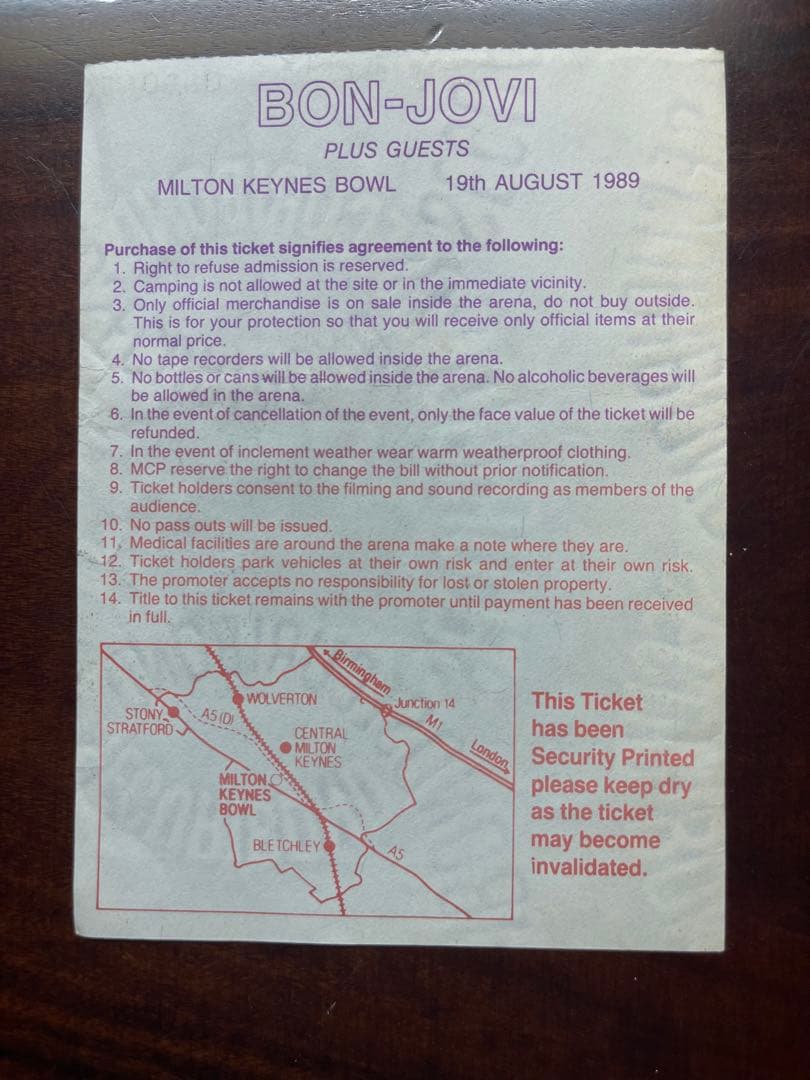 BON-JOVI
PLUS GUESTS
MILTON KEYNES BOWL 19th AUGUST 1989
Purchase of this ticket signifies agreement to the following:
1. Right to refuse admission is reserved.
2. Camping is not allowed at the site or in the immediate vicinity.
3. Only official merchandise is on sale inside the arena, do not buy outside.
This is for your protection so that you will receive only official items at their
normal price.
4. No tape recorders will be allowed inside the arena.
5. No bottles or cans will be allowed inside the arena. No alcoholic beverages will
be allowed in the arena.
6. In the event of cancellation of the event, only the face value of the ticket will be
refunded.
7. In the event of inclement weather wear warm weatherproof clothing.
8. MCP reserve the right to change the bill without prior notification.
9. Ticket holders consent to the filming and sound recording as members of the
audience.
10. No pass outs will be issued.
11. Medical facilities are around the arena make a note where they are.
12. Ticket holders park vehicles at their own risk and enter at their own risk.
13. The promoter accepts no responsibility for lost or stolen property.
14. Title to this ticket remains with the promoter until payment has been received
in full.
Birmingham
WOLVERTON
Junction 14
STONY
STRATFORD
A5(D)
M1
CENTRAL
MILTON
KEYNES
London
MILTON
KEYNES
BOWL
BLETCHLEY
A5
This Ticket
has been
Security Printed
please keep dry
as the ticket
may become
invalidated.